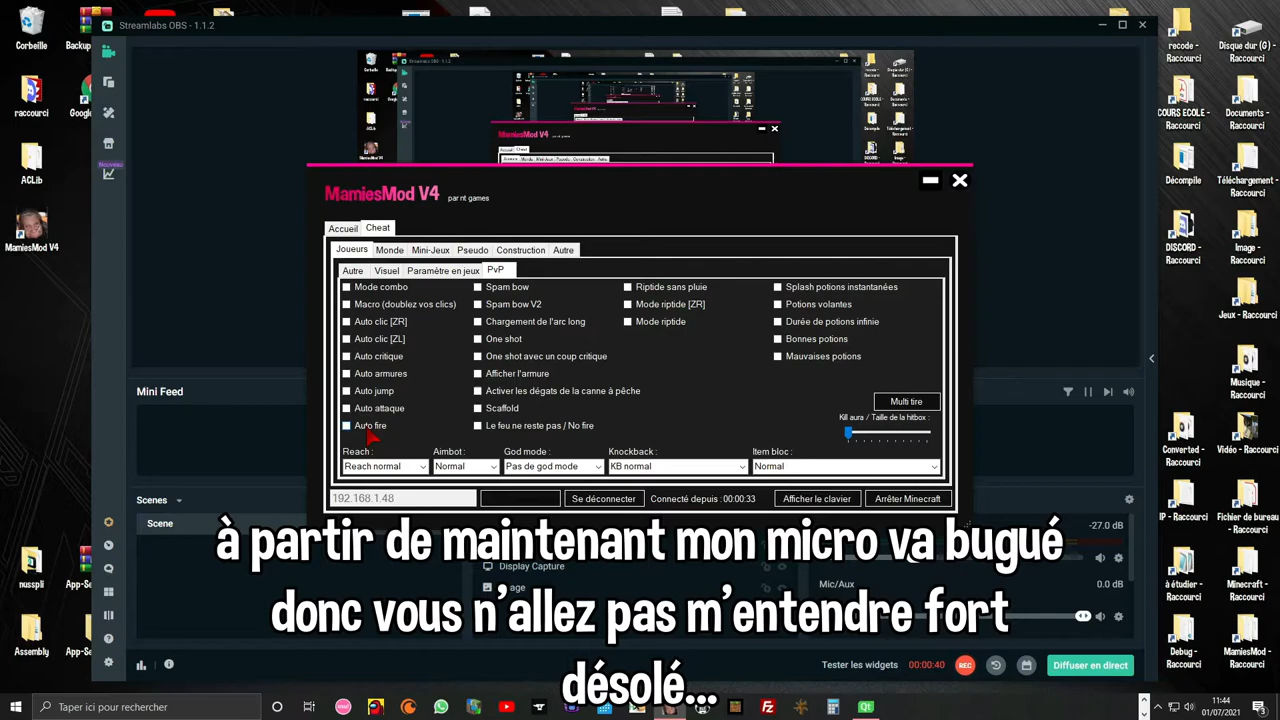 Streamlabs OBS - 1.1.2
Corbeille
Backup
raccourci
Google
ACLib
MamiesMod V4
nusspli
App-Se
Assembly
App-Ser
Nouveau
MamiesMod V4
par nt games
Accueil
Cheat
Joueurs
Monde
Mini-Jeux
Pseudo
Construction
Autre
Autre
Visuel
Paramètre en jeux
PvP
Mode combo
Macro (doublez vos clics)
Auto clic [ZR]
Auto clic [ZL]
Auto critique
Auto armures
Auto jump
Auto attaque
Auto fire
Spam bow
Spam bow V2
Chargement de l'arc long
One shot
One shot avec un coup critique
Afficher l'armure
Activer les dégats de la canne à pêche
Scaffold
Le feu ne reste pas / No fire
Riptide sans pluie
Mode riptide [ZR]
Mode riptide
Splash potions instantanées
Potions volantes
Durée de potions infinie
Bonnes potions
Mauvaises potions
Multi tire
Kill aura / Taille de la hitbox :
Reach :
Reach normal
Aimbot :
Normal
God mode :
Pas de god mode
Knockback :
KB normal
Item bloc :
Normal
192.168.1.48
Se déconnecter
Connecté depuis : 00:00:33
Afficher le clavier
Arrêter Minecraft
Mini Feed
Scenes
Scene
Display Capture
-27.0 dB
Mic/Aux
0.0 dB
à partir de maintenant mon micro va bugué
donc vous n'allez pas m'entendre fort
désolé...
Tester les widgets
00:00:40
REC
Diffuser en direct
recode -
Raccourci
Disque dur (I)
- Raccourci
COURS ECOLE
- Raccourci
Documents -
Raccourci
Décompile
Téléchargement
- Raccourci
DISCORD -
Raccourci
Image -
Raccourci
Jeux - Raccourci
Musique -
Raccourci
IP - Raccourci
Fichier de bureau
- Raccourci
à étudier -
Raccourci
Minecraft -
Raccourci
Debug -
Raccourci
MamiesMod -
Raccourci
Taper ici pour rechercher
11:44
01/07/2021